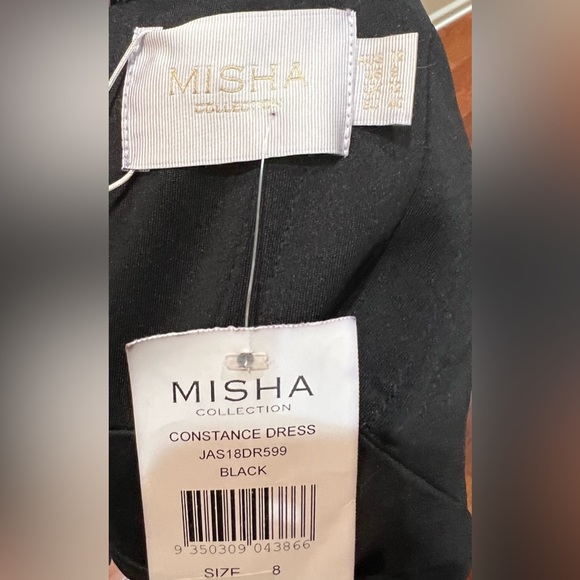 MISHA
COLLECTION
MISHA
COLLECTION
CONSTANCE DRESS
JAS18DR599
BLACK
9 350309 043866
SIZE 8